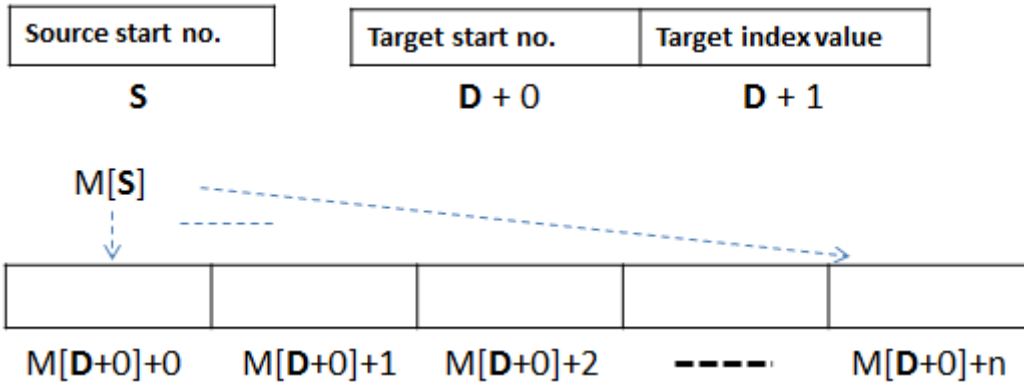 Source start no. Target start no. Target index value
S D + 0 D + 1
M[S]
M[D+0]+0 M[D+0]+1 M[D+0]+2 ----- M[D+0]+n